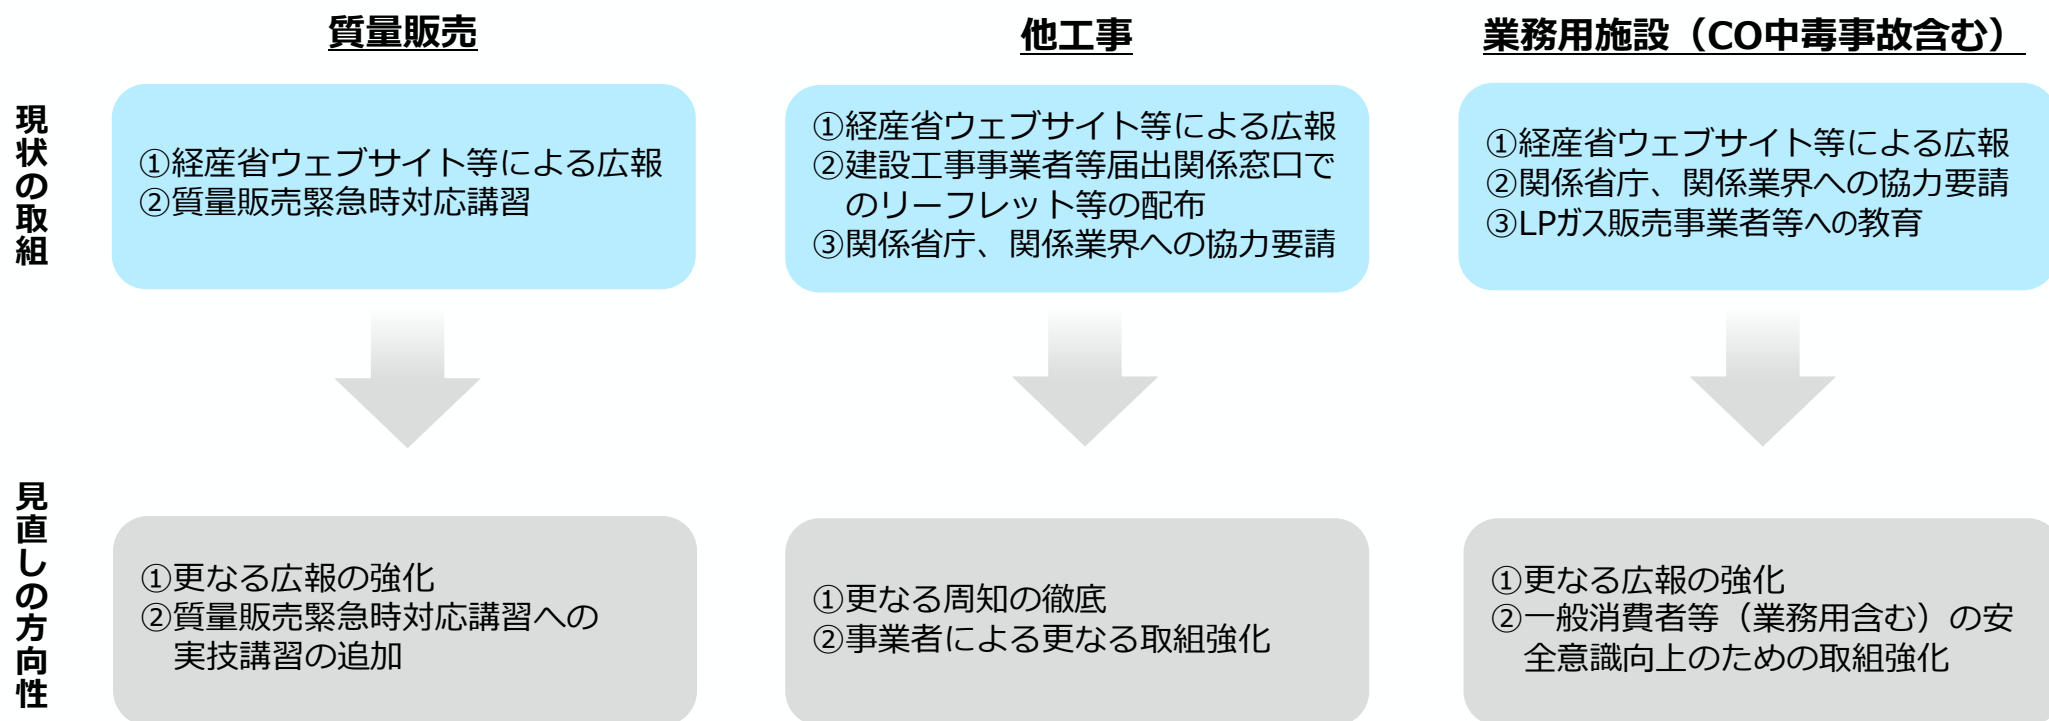 質量販売
他工事
業務用施設（CO中毒事故含む）
現状の取組
①経産省ウェブサイト等による広報
②質量販売緊急時対応講習
①経産省ウェブサイト等による広報
②建設工事事業者等届出関係窓口で
のリーフレット等の配布
③関係省庁、関係業界への協力要請
①経産省ウェブサイト等による広報
②関係省庁、関係業界への協力要請
③LPガス販売事業者等への教育
見直しの方向性
①更なる広報の強化
②質量販売緊急時対応講習への
実技講習の追加
①更なる周知の徹底
②事業者による更なる取組強化
①更なる広報の強化
②一般消費者等（業務用含む）の安
全意識向上のための取組強化